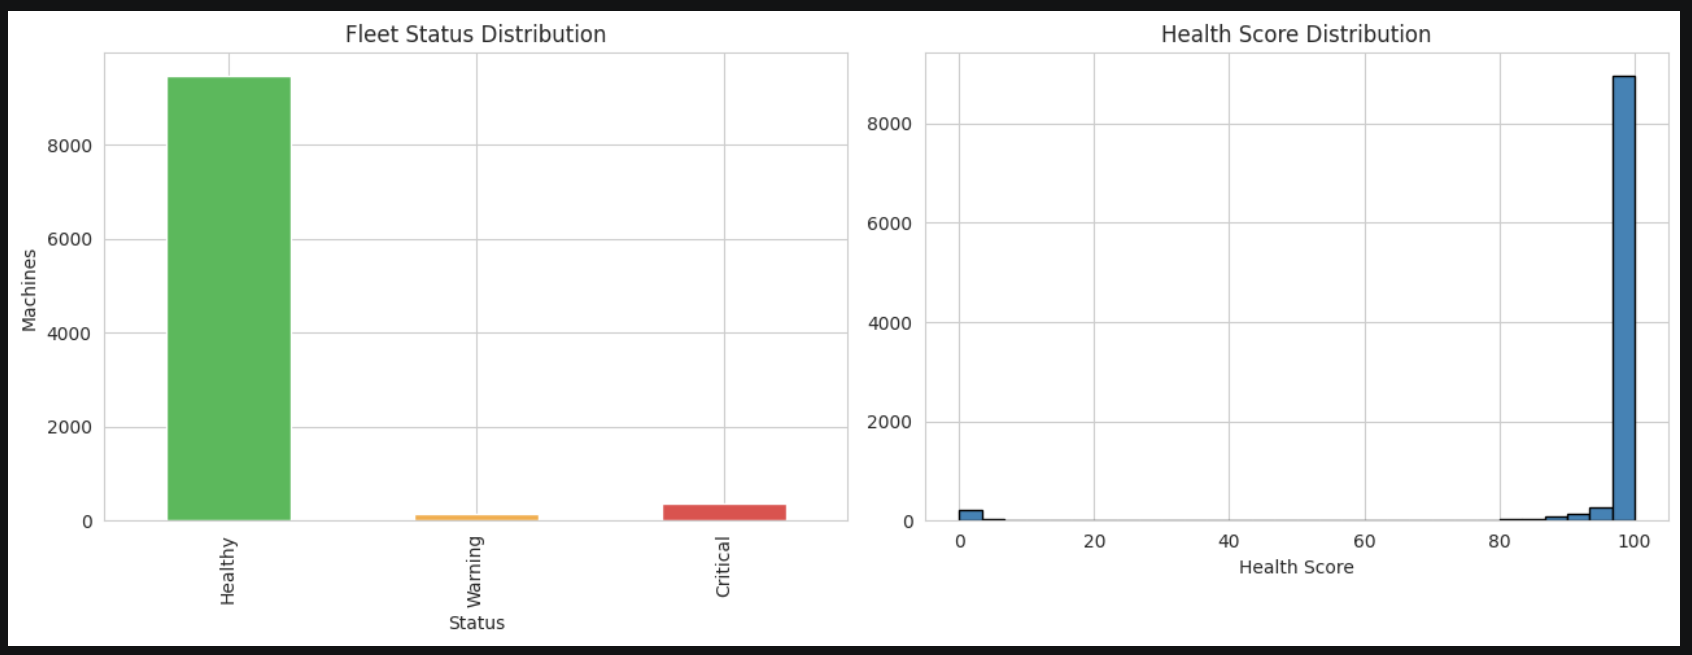 Fleet Status Distribution
8000
6000
4000
2000
0
Machines
Healthy
Warning
Critical
Status
Health Score Distribution
8000
6000
4000
2000
0
0 20 40 60 80 100
Health Score